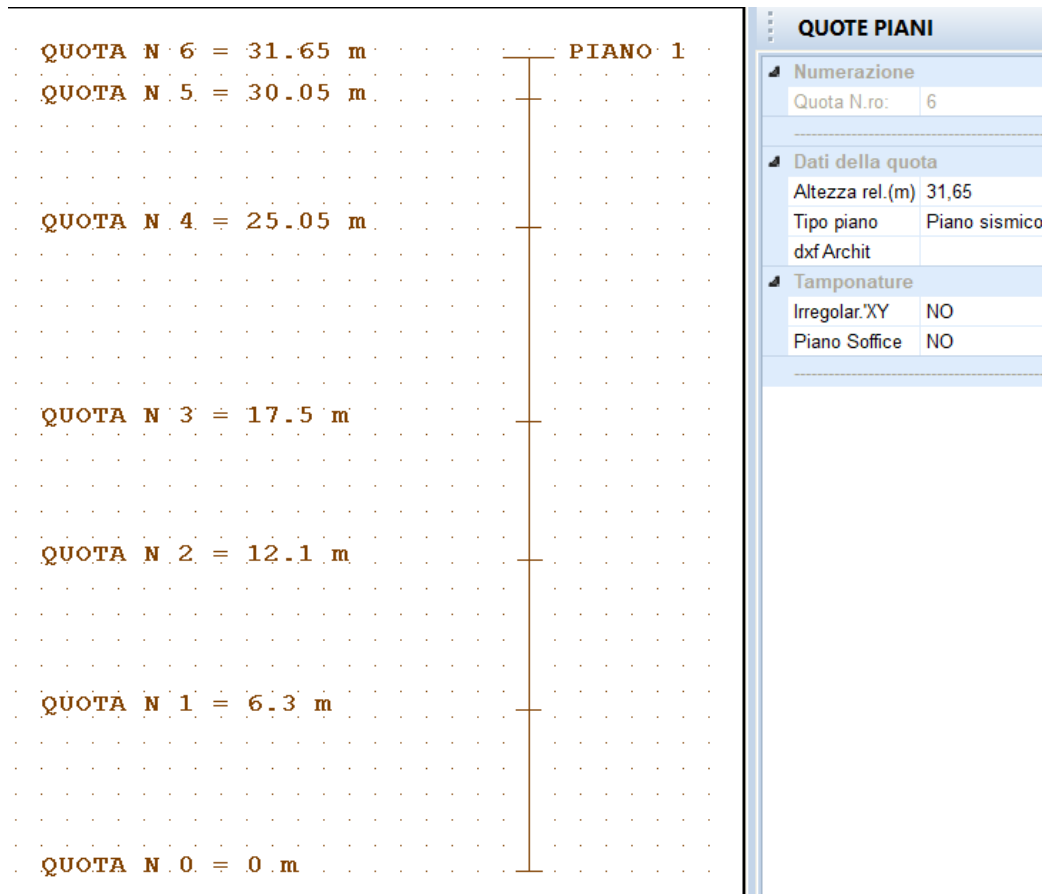 QUOTA N 6 = 31.65 m PIANO 1
QUOTA N 5 = 30.05 m
QUOTA N 4 = 25.05 m
QUOTA N 3 = 17.5 m
QUOTA N 2 = 12.1 m
QUOTA N 1 = 6.3 m
QUOTA N 0 = 0 m
QUOTE PIANI
Numerazione
Quota N.ro: 6
Dati della quota
Altezza rel.(m) 31,65
Tipo piano Piano sismico
dxf Archit
Tamponature
Irregolar.'XY NO
Piano Soffice NO